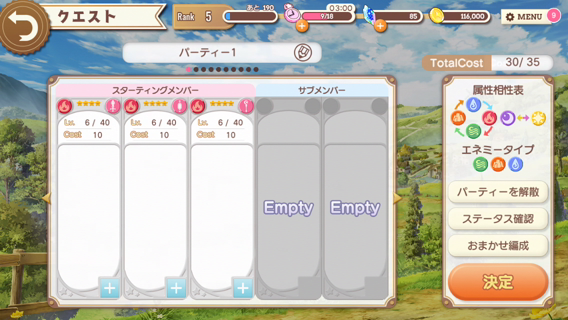 クエスト
Rank 5
あと 190
03:00
9/18
85
116,000
MENU
9
パーティー1
TotalCost 30/ 35
スターティングメンバー
サブメンバー
Lv. 6 / 40
Cost 10
Lv. 6 / 40
Cost 10
Lv. 6 / 40
Cost 10
Empty
Empty
属性相性表
エネミータイプ
パーティーを解散
ステータス確認
おまかせ編成
決定